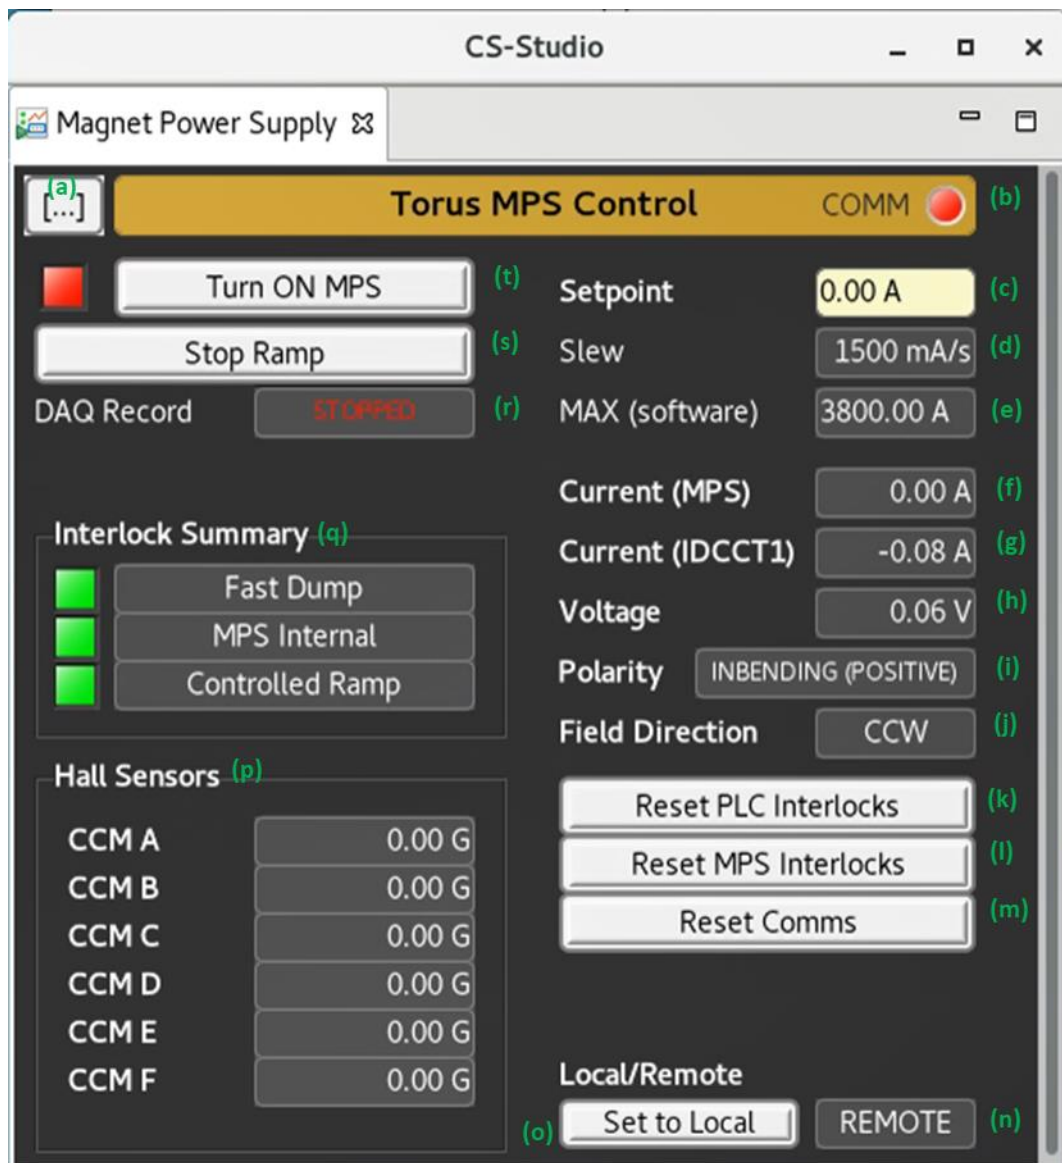 CS-Studio
Magnet Power Supply
(a)
[...]
Torus MPS Control COMM (b)
Turn ON MPS (t)
Setpoint 0.00 A (c)
Stop Ramp (s)
Slew 1500 mA/s (d)
DAQ Record STOPPED (r)
MAX (software) 3800.00 A (e)
Current (MPS) 0.00 A (f)
Interlock Summary (q)
Current (IDCCT1) -0.08 A (g)
Fast Dump
Voltage 0.06 V (h)
MPS Internal
Polarity INBENDING (POSITIVE) (i)
Controlled Ramp
Field Direction CCW (j)
Hall Sensors (p)
Reset PLC Interlocks (k)
CCM A 0.00 G
Reset MPS Interlocks (l)
CCM B 0.00 G
Reset Comms (m)
CCM C 0.00 G
CCM D 0.00 G
CCM E 0.00 G
CCM F 0.00 G
Local/Remote
(o) Set to Local REMOTE (n)